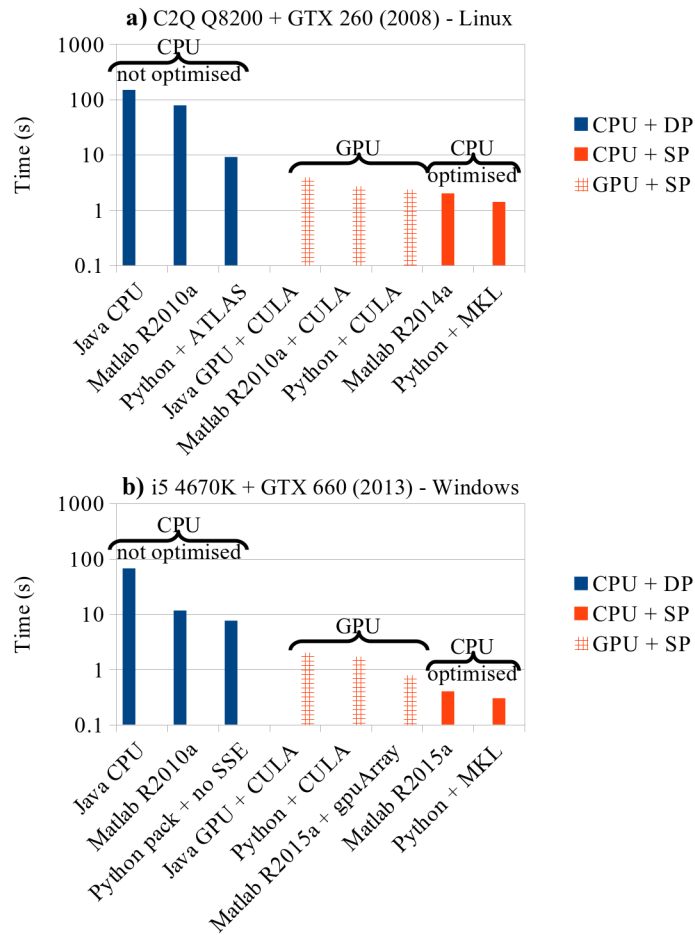 a) C2Q Q8200 + GTX 260 (2008) - Linux
Time (s)
1000
100
10
1
0.1
CPU
not optimised
GPU
CPU
optimised
Java CPU
Matlab R2010a
Python + ATLAS
Java GPU + CULA
Matlab R2010a + CULA
Python + CULA
Matlab R2014a
Python + MKL
CPU + DP
CPU + SP
GPU + SP
b) i5 4670K + GTX 660 (2013) - Windows
Time (s)
1000
100
10
1
0.1
CPU
not optimised
GPU
CPU
optimised
Java CPU
Matlab R2010a
Python pack + no SSE
Java GPU + CULA
Python + CULA
Matlab R2015a + gpuArray
Matlab R2015a
Python + MKL
CPU + DP
CPU + SP
GPU + SP